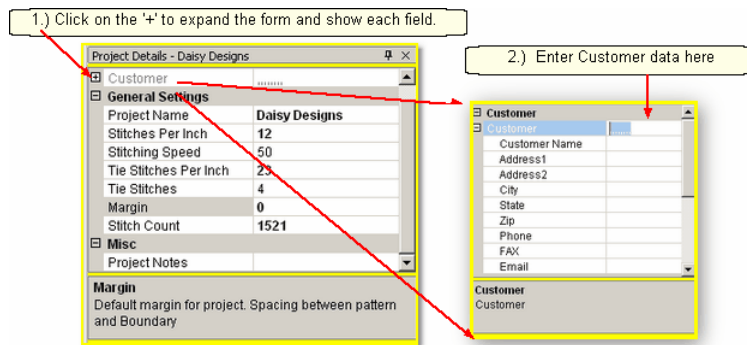 1.) Click on the '+' to expand the form and show each field.
Project Details - Daisy Designs
Customer ........
General Settings
Project Name Daisy Designs
Stitches Per Inch 12
Stitching Speed 50
Tie Stitches Per Inch 23
Tie Stitches 4
Margin 0
Stitch Count 1521
Misc
Project Notes
Margin
Default margin for project. Spacing between pattern
and Boundary
2.) Enter Customer data here
Customer
Customer ........
Customer Name
Address1
Address2
City
State
Zip
Phone
FAX
Email
Customer
Customer